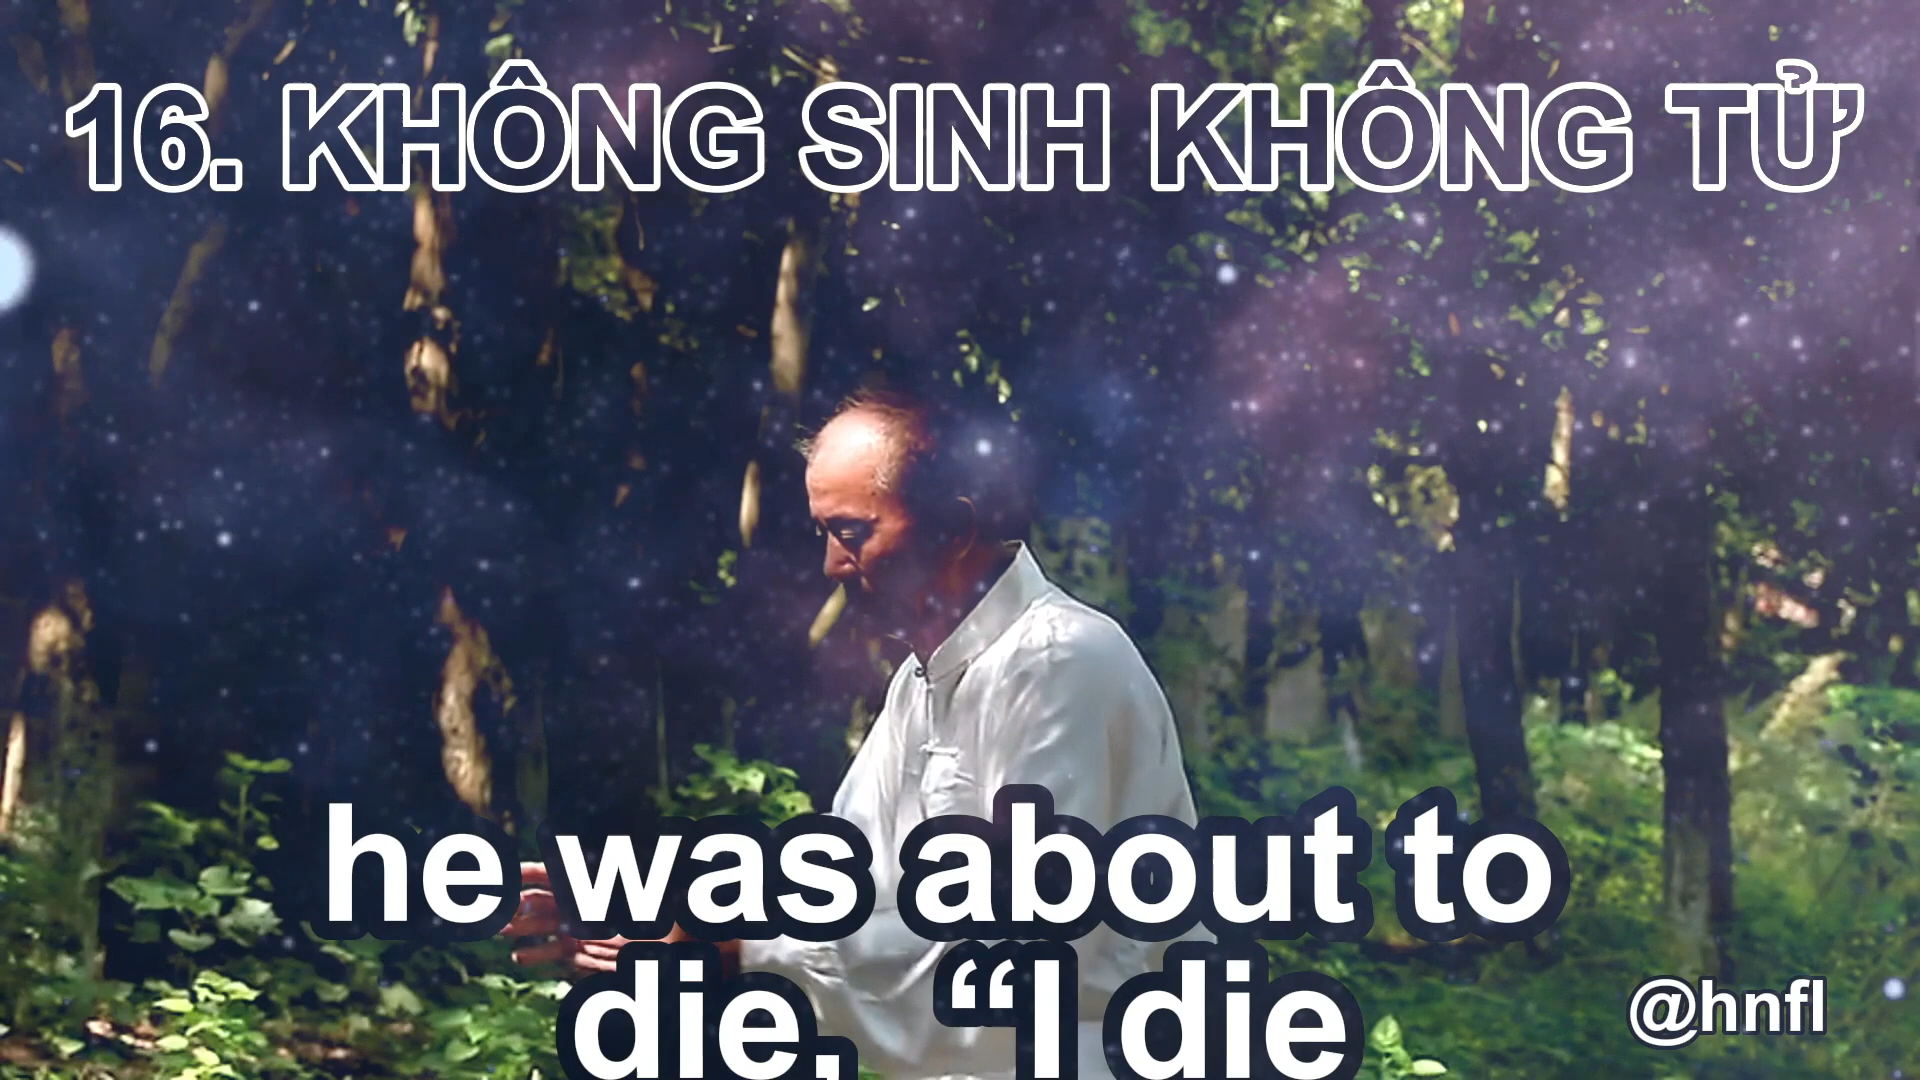 16. KHÔNG SINH KHÔNG TỬ
he was about to
die, “I die
@hnfl